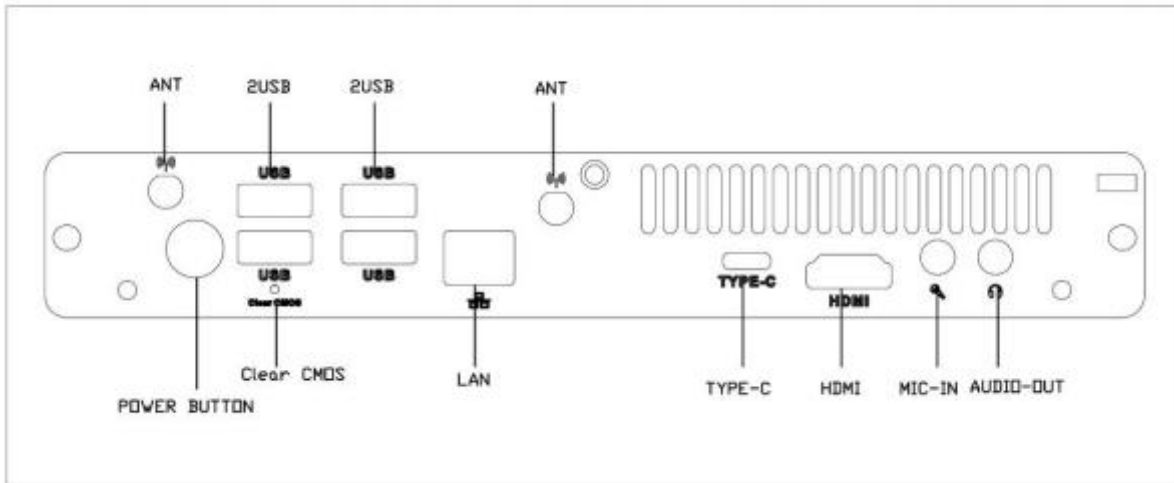 ANT 2USB 2USB ANT
USB USB
USB USB
TYPE-C
Clear CMOS HDMI
Clear CMOS LAN TYPE-C HDMI MIC-IN AUDIO-OUT
POWER BUTTON